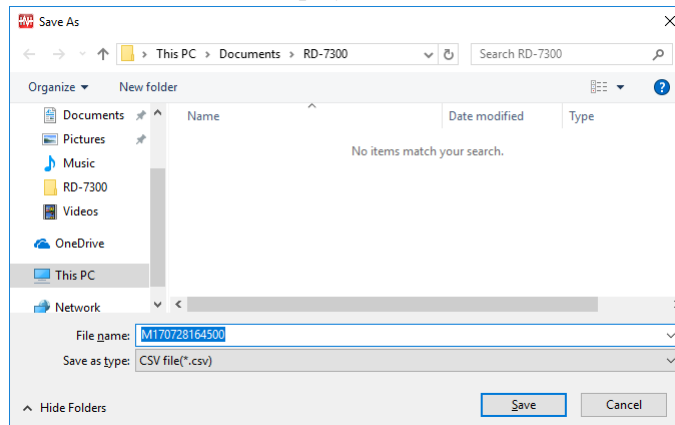 Save As
This PC > Documents > RD-7300
Search RD-7300
Organize
New folder
Documents
Pictures
Music
RD-7300
Videos
OneDrive
This PC
Network
Name
Date modified
Type
No items match your search.
File name: M170728164500
Save as type: CSV file(*.csv)
Hide Folders
Save
Cancel